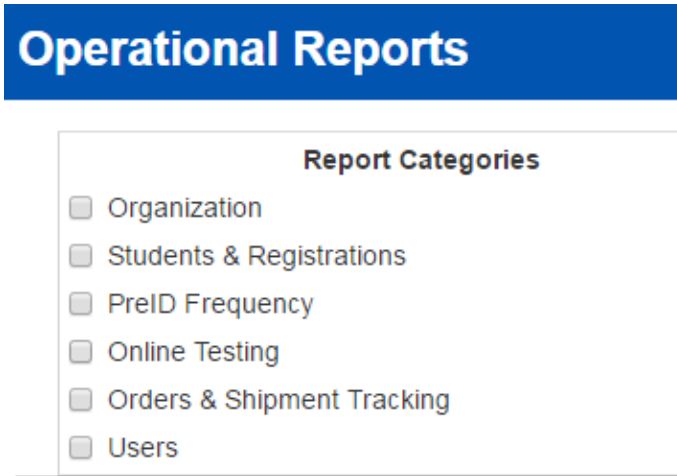 Operational Reports
Report Categories
Organization
Students & Registrations
PreID Frequency
Online Testing
Orders & Shipment Tracking
Users